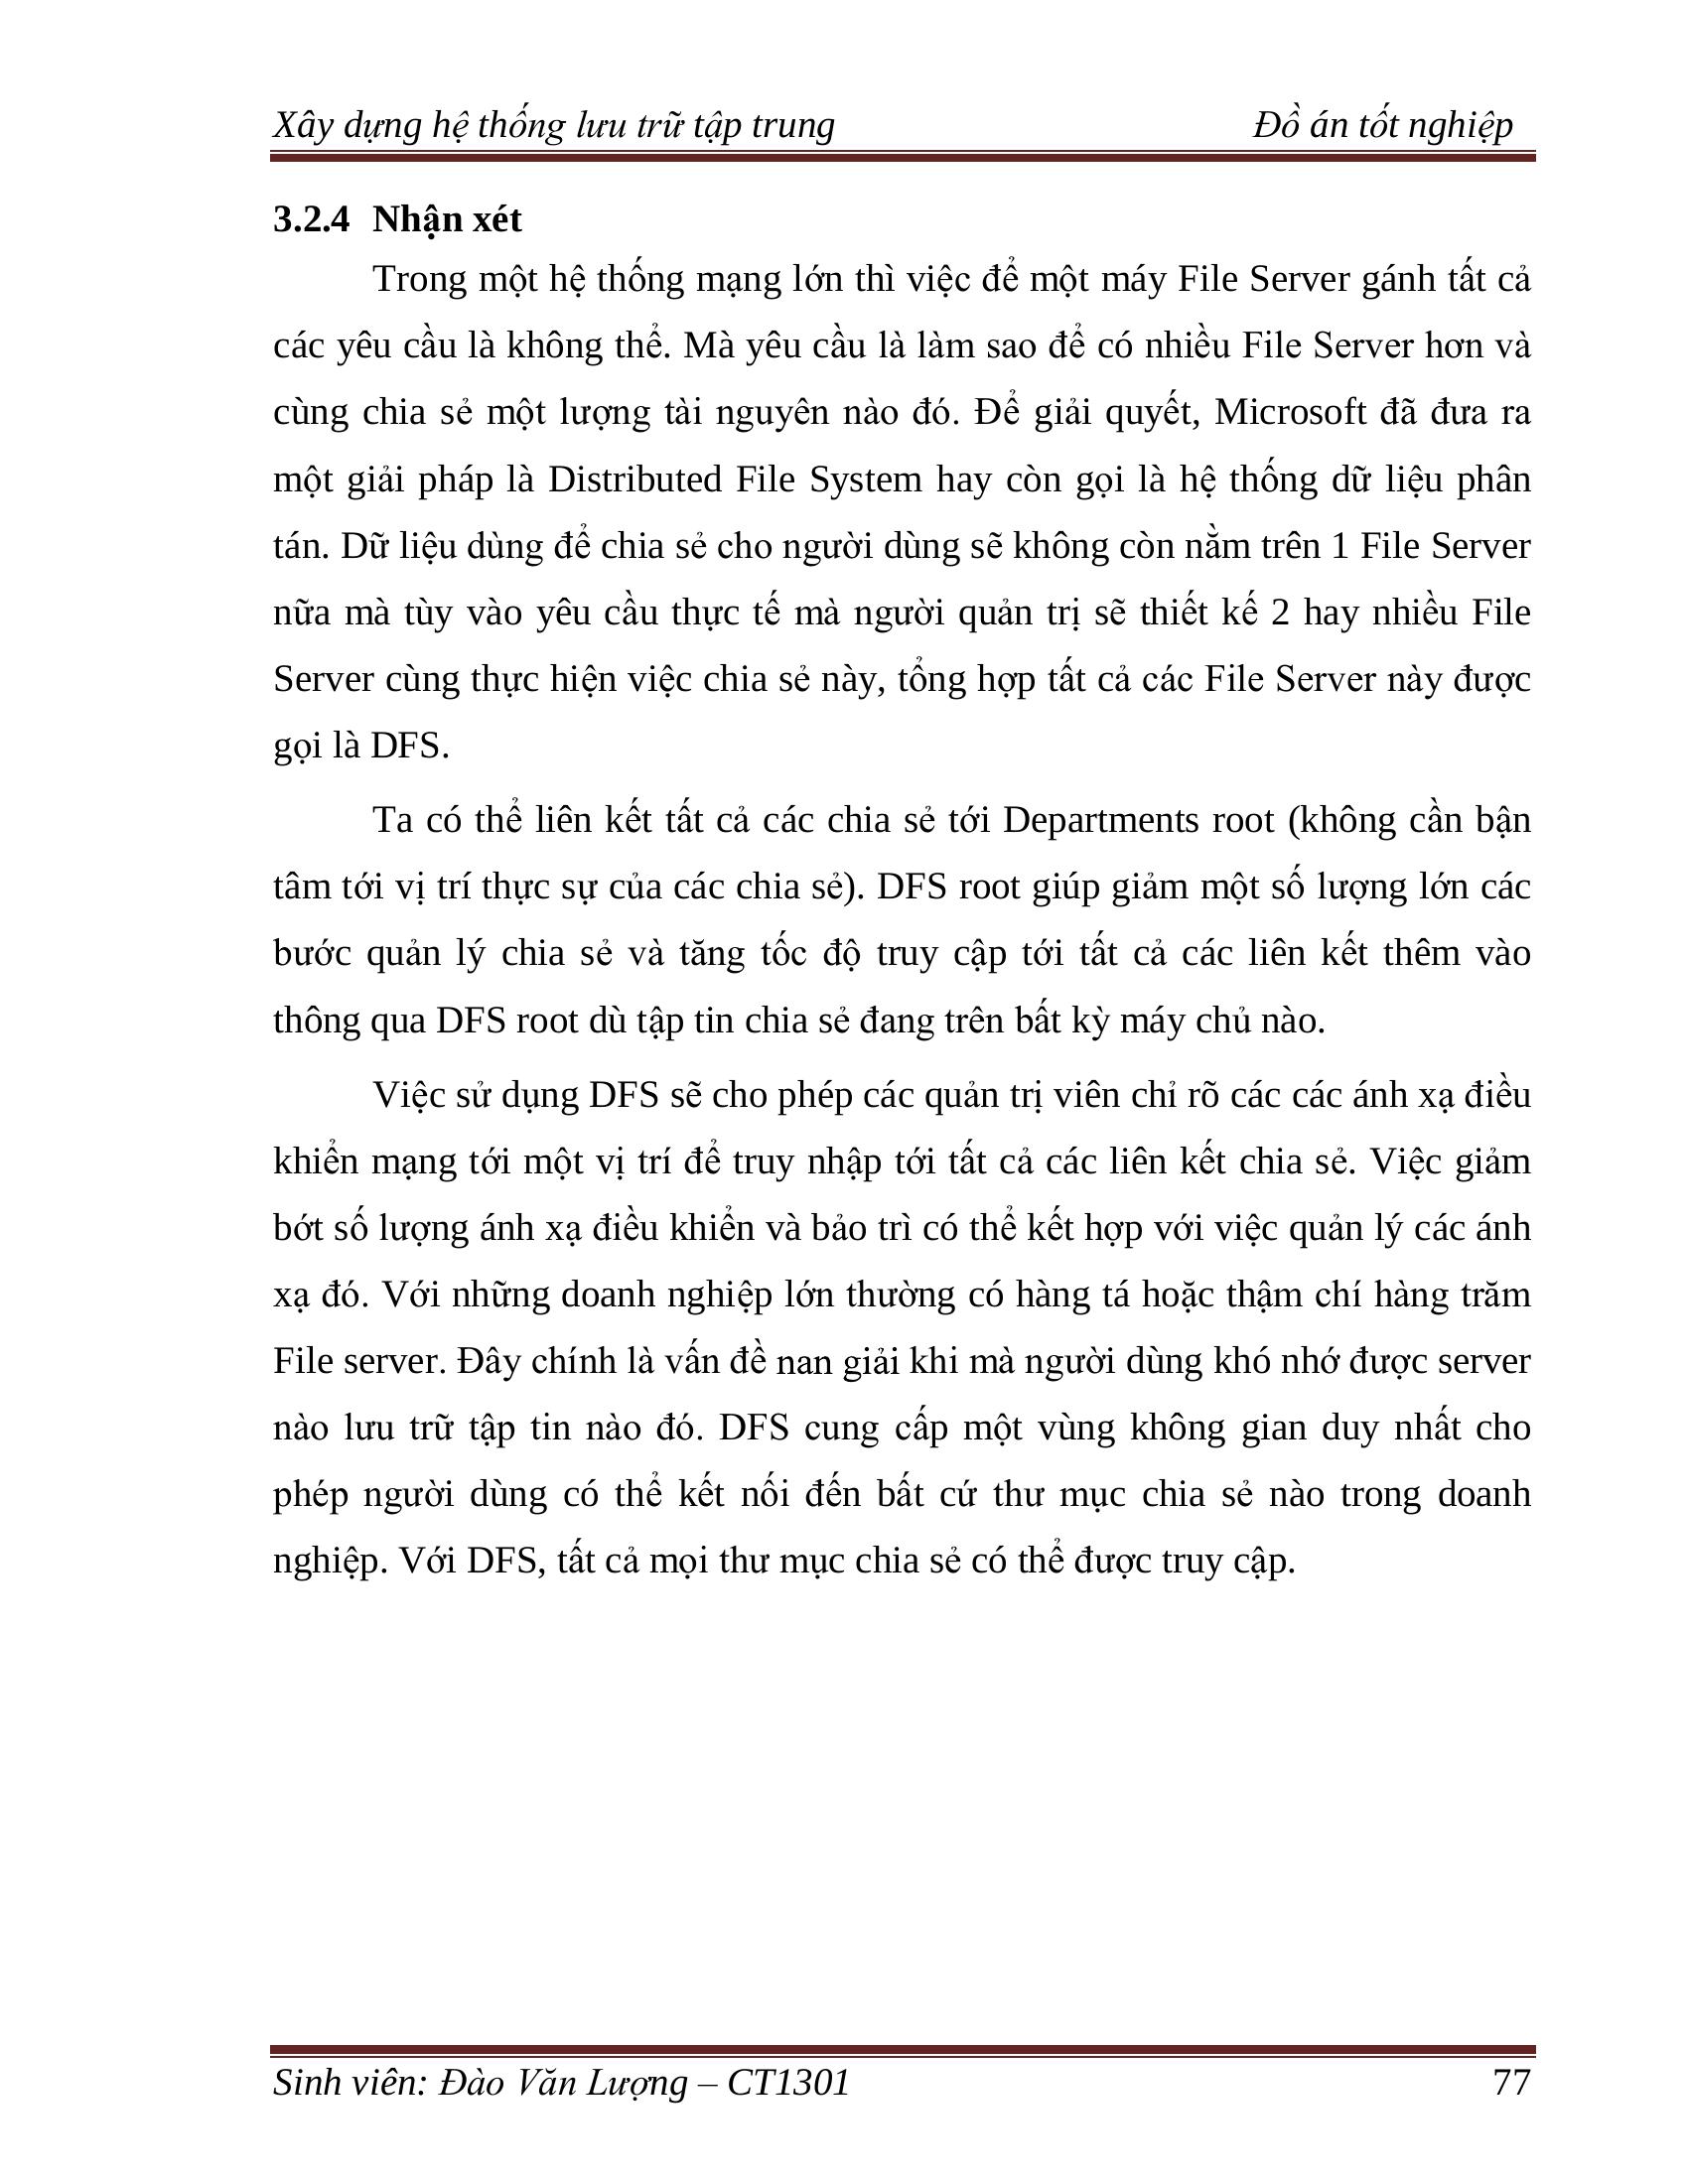 Xây dựng hệ thống lưu trữ tập trung Đồ án tốt nghiệp
3.2.4 Nhận xét
Trong một hệ thống mạng lớn thì việc để một máy File Server gánh tất cả
các yêu cầu là không thể. Mà yêu cầu là làm sao để có nhiều File Server hơn và
cùng chia sẻ một lượng tài nguyên nào đó. Để giải quyết, Microsoft đã đưa ra
một giải pháp là Distributed File System hay còn gọi là hệ thống dữ liệu phân
tán. Dữ liệu dùng để chia sẻ cho người dùng sẽ không còn nằm trên 1 File Server
nữa mà tùy vào yêu cầu thực tế mà người quản trị sẽ thiết kế 2 hay nhiều File
Server cùng thực hiện việc chia sẻ này, tổng hợp tất cả các File Server này được
gọi là DFS.
Ta có thể liên kết tất cả các chia sẻ tới Departments root (không cần bận
tâm tới vị trí thực sự của các chia sẻ). DFS root giúp giảm một số lượng lớn các
bước quản lý chia sẻ và tăng tốc độ truy cập tới tất cả các liên kết thêm vào
thông qua DFS root dù tập tin chia sẻ đang trên bất kỳ máy chủ nào.
Việc sử dụng DFS sẽ cho phép các quản trị viên chỉ rõ các các ánh xạ điều
khiển mạng tới một vị trí để truy nhập tới tất cả các liên kết chia sẻ. Việc giảm
bớt số lượng ánh xạ điều khiển và bảo trì có thể kết hợp với việc quản lý các ánh
xạ đó. Với những doanh nghiệp lớn thường có hàng tá hoặc thậm chí hàng trăm
File server. Đây chính là vấn đề nan giải khi mà người dùng khó nhớ được server
nào lưu trữ tập tin nào đó. DFS cung cấp một vùng không gian duy nhất cho
phép người dùng có thể kết nối đến bất cứ thư mục chia sẻ nào trong doanh
nghiệp. Với DFS, tất cả mọi thư mục chia sẻ có thể được truy cập.
Sinh viên: Đào Văn Lượng – CT1301 77